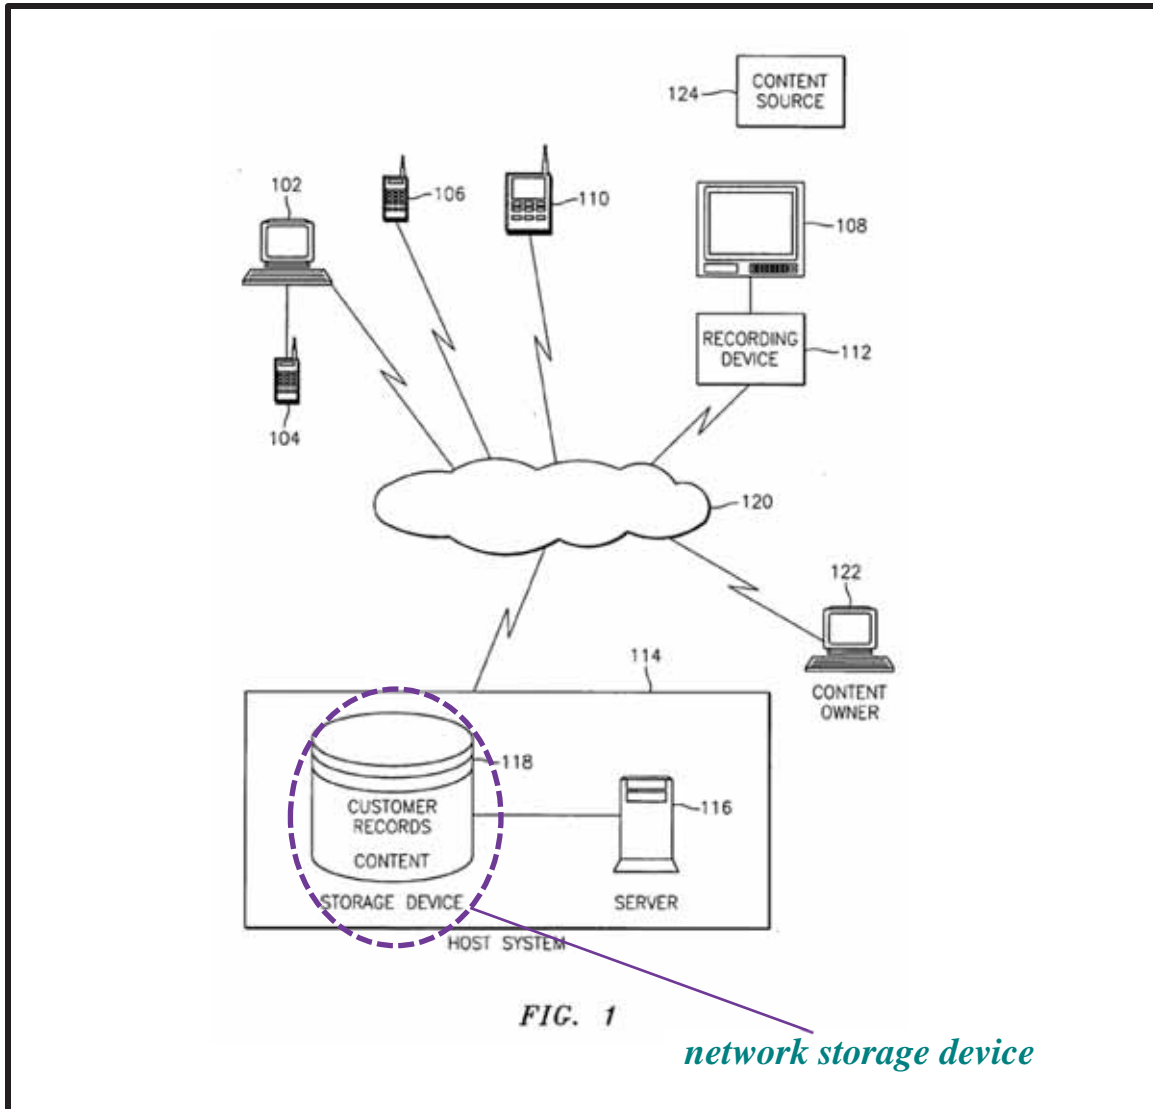 124
CONTENT
SOURCE
102
106
110
108
RECORDING
DEVICE
112
104
120
122
CONTENT
OWNER
114
118
CUSTOMER
RECORDS
CONTENT
116
STORAGE DEVICE
SERVER
HOST SYSTEM
FIG. 1
network storage device